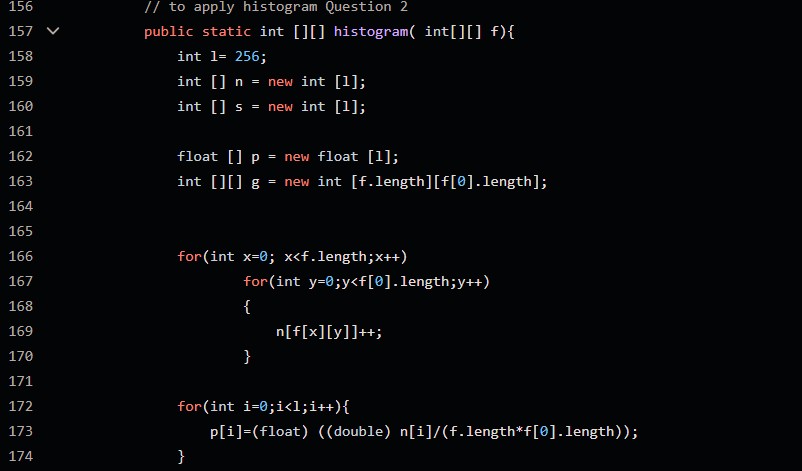 156 // to apply histogram Question 2
157 public static int [][] histogram( int[][] f){
158 int l= 256;
159 int [] n = new int [l];
160 int [] s = new int [l];
161
162 float [] p = new float [l];
163 int [][] g = new int [f.length][f[0].length];
164
165
166 for(int x=0; x<f.length;x++)
167 for(int y=0;y<f[0].length;y++)
168 {
169 n[f[x][y]]++;
170 }
171
172 for(int i=0;i<l;i++){
173 p[i]=(float) ((double) n[i]/(f.length*f[0].length));
174 }